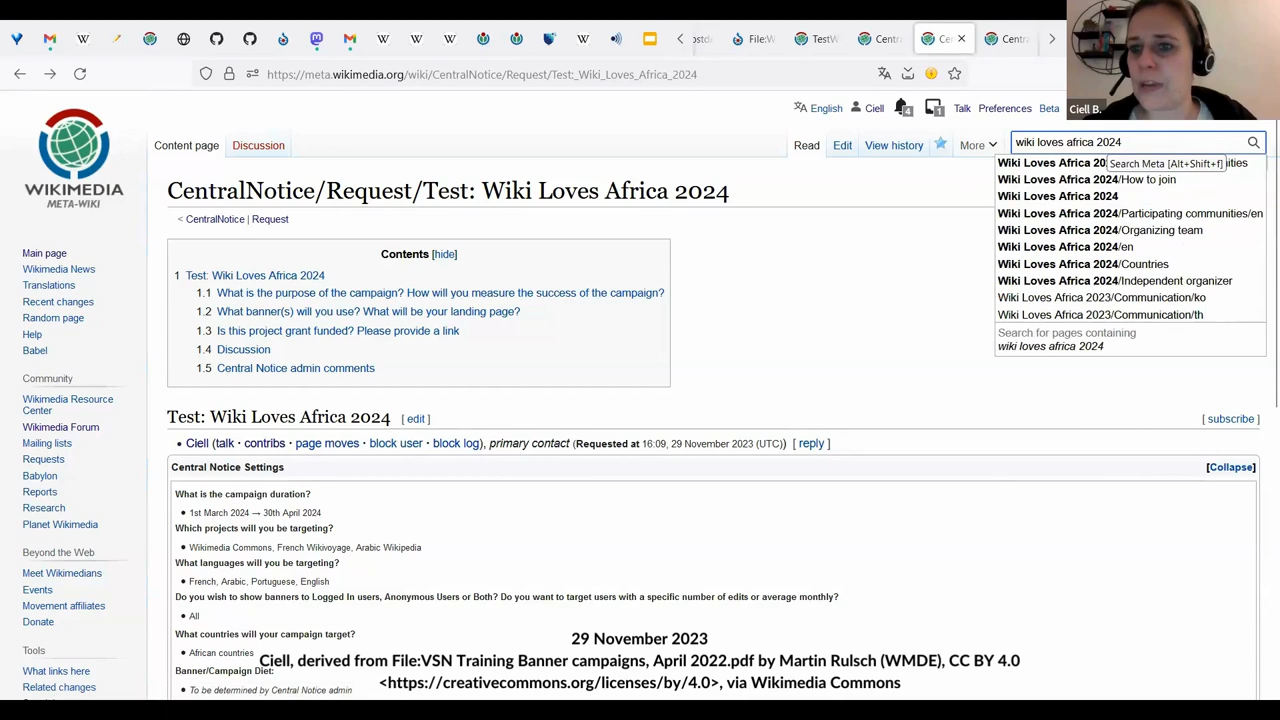 File:W
TestW
Centr
Ce
Centra
https://meta.wikimedia.org/wiki/CentralNotice/Request/Test:_Wiki_Loves_Africa_2024
Ciell B.
English
Ciell
4
1
Talk
Preferences
Beta
Content page
Discussion
Read
Edit
View history
More
wiki loves africa 2024
Wiki Loves Africa 20
Search Meta [Alt+Shift+f]
Wiki Loves Africa 2024/How to join
Wiki Loves Africa 2024
Wiki Loves Africa 2024/Participating communities/en
Wiki Loves Africa 2024/Organizing team
Wiki Loves Africa 2024/en
Wiki Loves Africa 2024/Countries
Wiki Loves Africa 2024/Independent organizer
Wiki Loves Africa 2023/Communication/ko
Wiki Loves Africa 2023/Communication/th
Search for pages containing
wiki loves africa 2024
WIKIMEDIA
META-WIKI
Main page
Wikimedia News
Translations
Recent changes
Random page
Help
Babel
Community
Wikimedia Resource
Center
Wikimedia Forum
Mailing lists
Requests
Babylon
Reports
Research
Planet Wikimedia
Beyond the Web
Meet Wikimedians
Events
Movement affiliates
Donate
Tools
What links here
Related changes
CentralNotice/Request/Test: Wiki Loves Africa 2024
< CentralNotice | Request
Contents [hide]
1 Test: Wiki Loves Africa 2024
1.1 What is the purpose of the campaign? How will you measure the success of the campaign?
1.2 What banner(s) will you use? What will be your landing page?
1.3 Is this project grant funded? Please provide a link
1.4 Discussion
1.5 Central Notice admin comments
Test: Wiki Loves Africa 2024 [ edit ]
[ subscribe ]
• Ciell (talk · contribs · page moves · block user · block log), primary contact (Requested at 16:09, 29 November 2023 (UTC)) [ reply ]
Central Notice Settings
[Collapse]
What is the campaign duration?
• 1st March 2024 → 30th April 2024
Which projects will you be targeting?
• Wikimedia Commons, French Wikivoyage, Arabic Wikipedia
What languages will you be targeting?
• French, Arabic, Portuguese, English
Do you wish to show banners to Logged In users, Anonymous Users or Both? Do you want to target users with a specific number of edits or average monthly?
• All
What countries will your campaign target?
• African countries
Banner/Campaign Diet:
• To be determined by Central Notice admin
29 November 2023
Ciell, derived from File:VSN Training Banner campaigns, April 2022.pdf by Martin Rulsch (WMDE), CC BY 4.0
<https://creativecommons.org/licenses/by/4.0>, via Wikimedia Commons